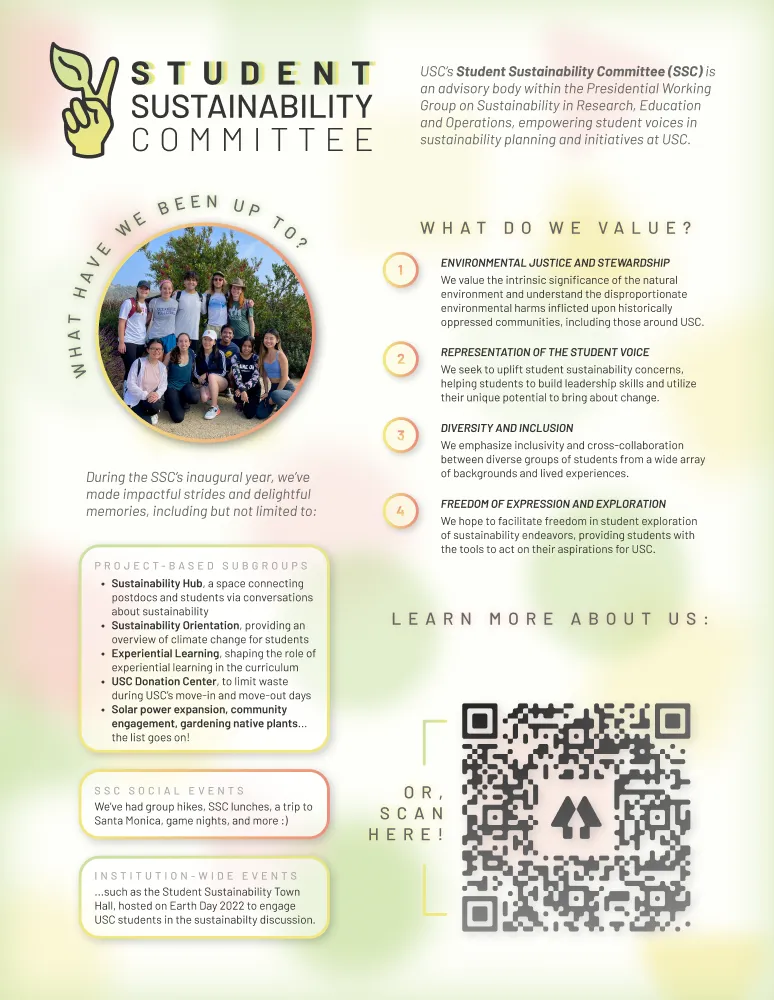 STUDENT
SUSTAINABILITY
COMMITTEE
USC's Student Sustainability Committee (SSC) is
an advisory body within the Presidential Working
Group on Sustainability in Research, Education
and Operations, empowering student voices in
sustainability planning and initiatives at USC.
WHAT HAVE WE BEEN UP TO?
During the SSC's inaugural year, we've
made impactful strides and delightful
memories, including but not limited to:
PROJECT-BASED SUBGROUPS
• Sustainability Hub, a space connecting
postdocs and students via conversations
about sustainability
• Sustainability Orientation, providing an
overview of climate change for students
• Experiential Learning, shaping the role of
experiential learning in the curriculum
• USC Donation Center, to limit waste
during USC's move-in and move-out days
• Solar power expansion, community
engagement, gardening native plants...
the list goes on!
SSC SOCIAL EVENTS
We've had group hikes, SSC lunches, a trip to
Santa Monica, game nights, and more :)
INSTITUTION-WIDE EVENTS
...such as the Student Sustainability Town
Hall, hosted on Earth Day 2022 to engage
USC students in the sustainabilty discussion.
WHAT DO WE VALUE?
1
ENVIRONMENTAL JUSTICE AND STEWARDSHIP
We value the intrinsic significance of the natural
environment and understand the disproportionate
environmental harms inflicted upon historically
oppressed communities, including those around USC.
2
REPRESENTATION OF THE STUDENT VOICE
We seek to uplift student sustainability concerns,
helping students to build leadership skills and utilize
their unique potential to bring about change.
3
DIVERSITY AND INCLUSION
We emphasize inclusivity and cross-collaboration
between diverse groups of students from a wide array
of backgrounds and lived experiences.
4
FREEDOM OF EXPRESSION AND EXPLORATION
We hope to facilitate freedom in student exploration
of sustainability endeavors, providing students with
the tools to act on their aspirations for USC.
LEARN MORE ABOUT US:
OR,
SCAN
HERE!